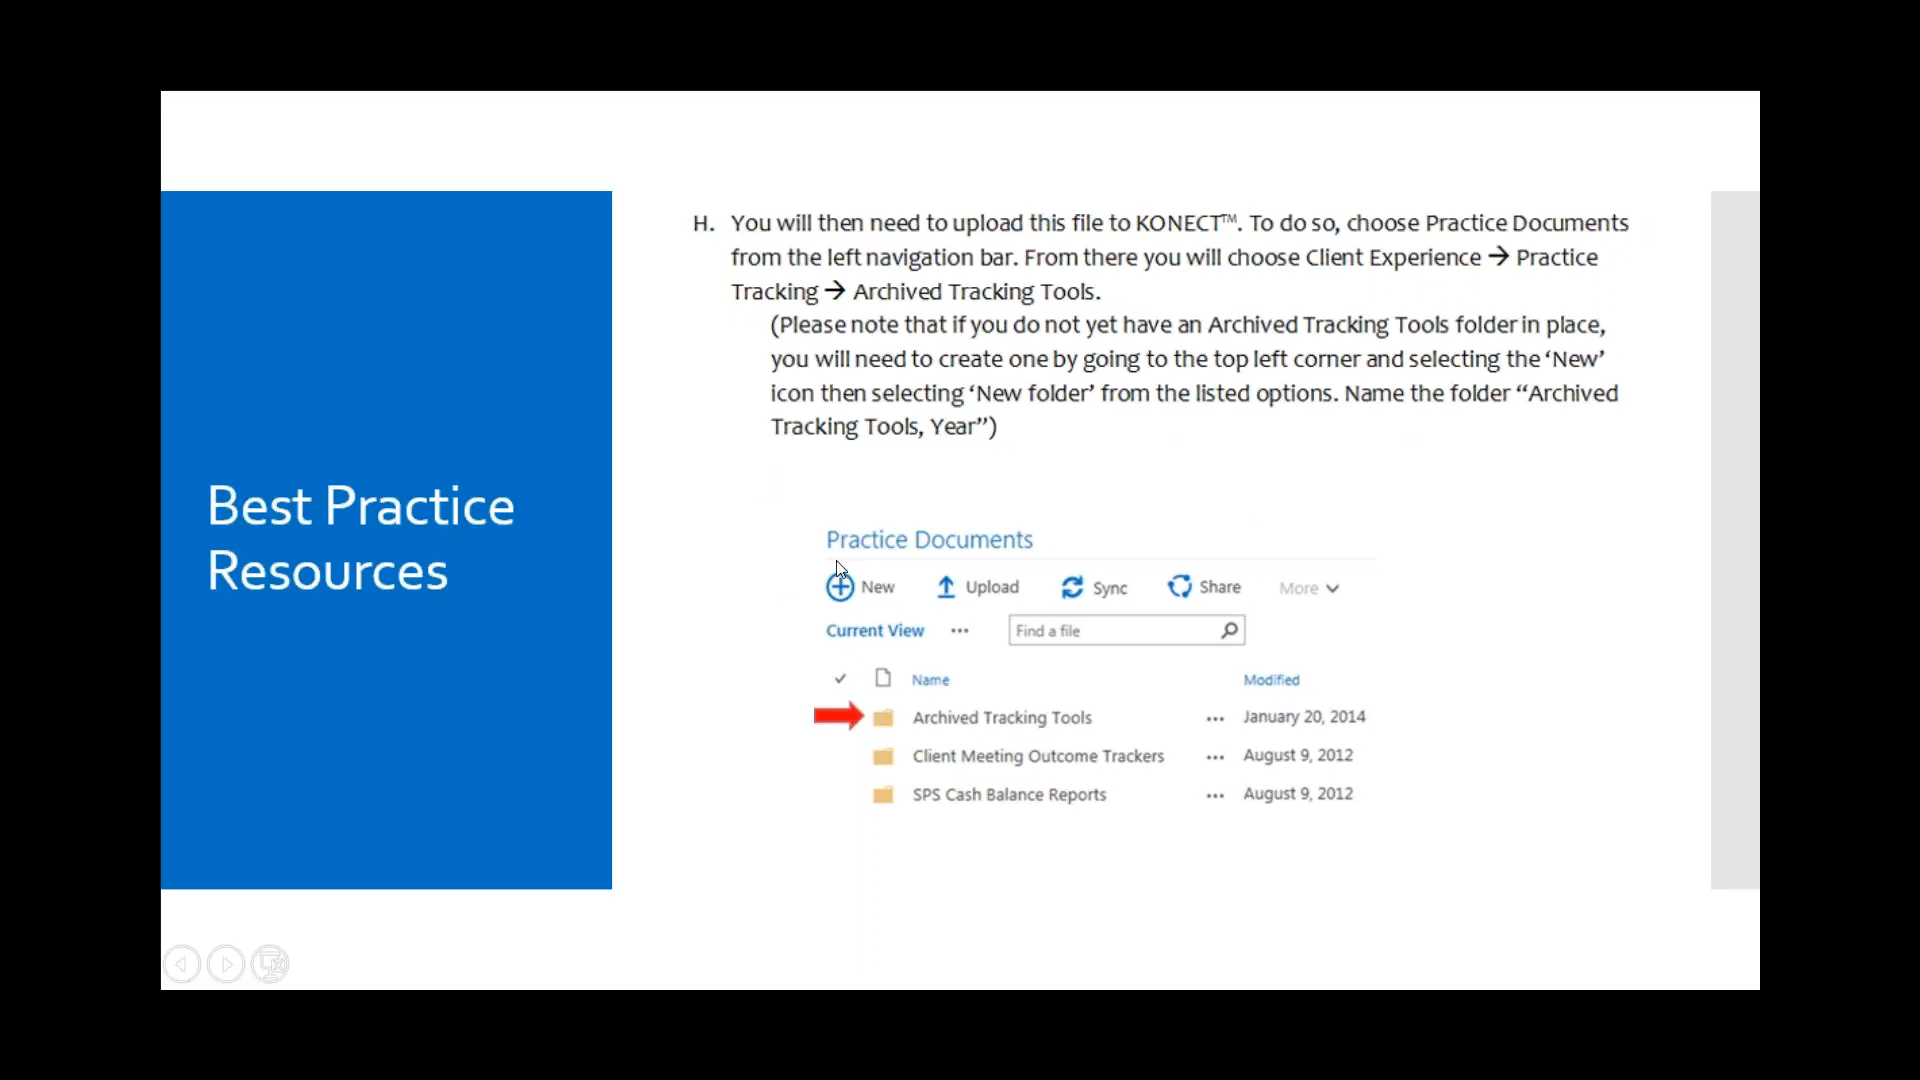 Best Practice
Resources
H. You will then need to upload this file to KONECT™. To do so, choose Practice Documents
from the left navigation bar. From there you will choose Client Experience → Practice
Tracking → Archived Tracking Tools.
(Please note that if you do not yet have an Archived Tracking Tools folder in place,
you will need to create one by going to the top left corner and selecting the ‘New’
icon then selecting ‘New folder’ from the listed options. Name the folder “Archived
Tracking Tools, Year”)
Practice Documents
New Upload Sync Share More
Current View ... Find a file
Name Modified
Archived Tracking Tools ... January 20, 2014
Client Meeting Outcome Trackers ... August 9, 2012
SPS Cash Balance Reports ... August 9, 2012